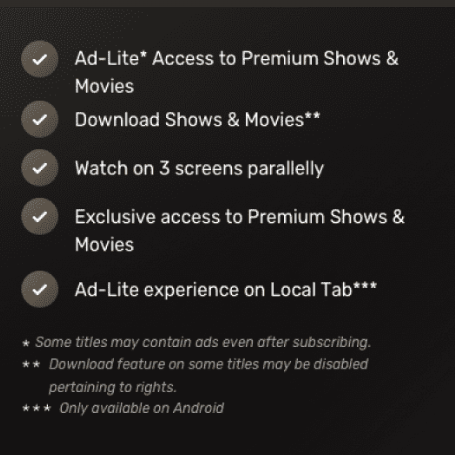 Ad-Lite* Access to Premium Shows &
Movies
Download Shows & Movies**
Watch on 3 screens parallelly
Exclusive access to Premium Shows &
Movies
Ad-Lite experience on Local Tab***
* Some titles may contain ads even after subscribing.
** Download feature on some titles may be disabled
pertaining to rights.
*** Only available on Android